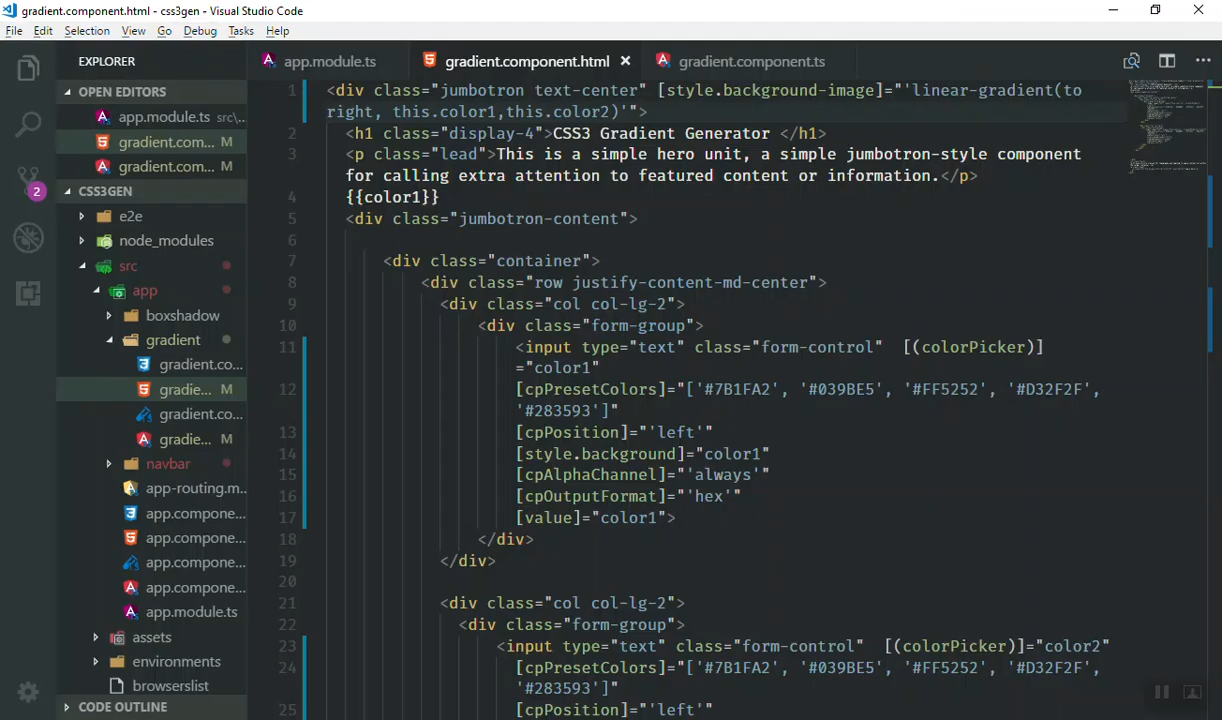 gradient.component.html - css3gen - Visual Studio Code
File Edit Selection View Go Debug Tasks Help
EXPLORER
app.module.ts
gradient.component.html
gradient.component.ts
OPEN EDITORS
app.module.ts src\...
gradient.com... M
gradient.com... M
2
CSS3GEN
e2e
node_modules
src
app
boxshadow
gradient
gradient.co...
gradie... M
gradient.co...
gradie... M
navbar
app-routing.m...
app.compone...
app.compone...
app.compone...
app.compone...
app.module.ts
assets
environments
browserslist
CODE OUTLINE
1 <div class="jumbotron text-center" [style.background-image]="'linear-gradient(to
right, this.color1,this.color2)'">
2 <h1 class="display-4">CSS3 Gradient Generator </h1>
3 <p class="lead">This is a simple hero unit, a simple jumbotron-style component
for calling extra attention to featured content or information.</p>
4 {{color1}}
5 <div class="jumbotron-content">
6
7 <div class="container">
8 <div class="row justify-content-md-center">
9 <div class="col col-lg-2">
10 <div class="form-group">
11 <input type="text" class="form-control"  [(colorPicker)]
="color1"
12 [cpPresetColors]="['#7B1FA2', '#039BE5', '#FF5252', '#D32F2F',
'#283593']"
13 [cpPosition]="'left'"
14 [style.background]="color1"
15 [cpAlphaChannel]="'always'"
16 [cpOutputFormat]="'hex'"
17 [value]="color1">
18 </div>
19 </div>
20
21 <div class="col col-lg-2">
22 <div class="form-group">
23 <input type="text" class="form-control"  [(colorPicker)]="color2"
24 [cpPresetColors]="['#7B1FA2', '#039BE5', '#FF5252', '#D32F2F',
'#283593']"
25 [cpPosition]="'left'"